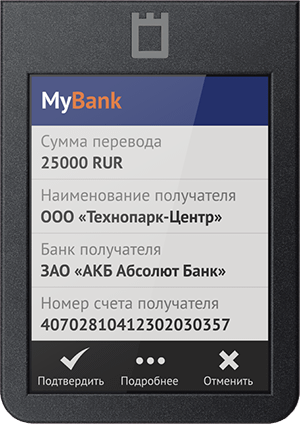 MyBank
Сумма перевода
25000 RUR
Наименование получателя
ООО «Технопарк-Центр»
Банк получателя
ЗАО «АКБ Абсолют Банк»
Номер счета получателя
40702810412302030357
Подтвердить Подробнее Отменить